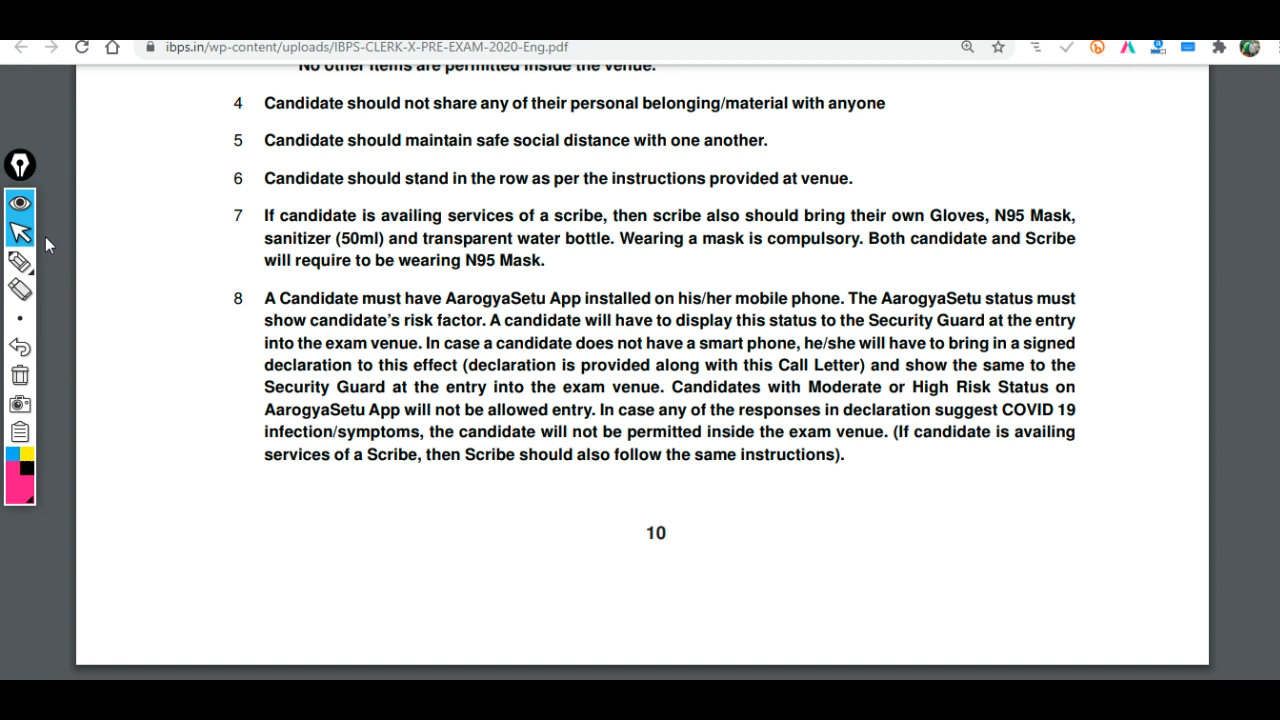 ibps.in/wp-content/uploads/IBPS-CLERK-X-PRE-EXAM-2020-Eng.pdf
No other items are permitted inside the venue.
4 Candidate should not share any of their personal belonging/material with anyone
5 Candidate should maintain safe social distance with one another.
6 Candidate should stand in the row as per the instructions provided at venue.
7 If candidate is availing services of a scribe, then scribe also should bring their own Gloves, N95 Mask,
sanitizer (50ml) and transparent water bottle. Wearing a mask is compulsory. Both candidate and Scribe
will require to be wearing N95 Mask.
8 A Candidate must have AarogyaSetu App installed on his/her mobile phone. The AarogyaSetu status must
show candidate's risk factor. A candidate will have to display this status to the Security Guard at the entry
into the exam venue. In case a candidate does not have a smart phone, he/she will have to bring in a signed
declaration to this effect (declaration is provided along with this Call Letter) and show the same to the
Security Guard at the entry into the exam venue. Candidates with Moderate or High Risk Status on
AarogyaSetu App will not be allowed entry. In case any of the responses in declaration suggest COVID 19
infection/symptoms, the candidate will not be permitted inside the exam venue. (If candidate is availing
services of a Scribe, then Scribe should also follow the same instructions).
10